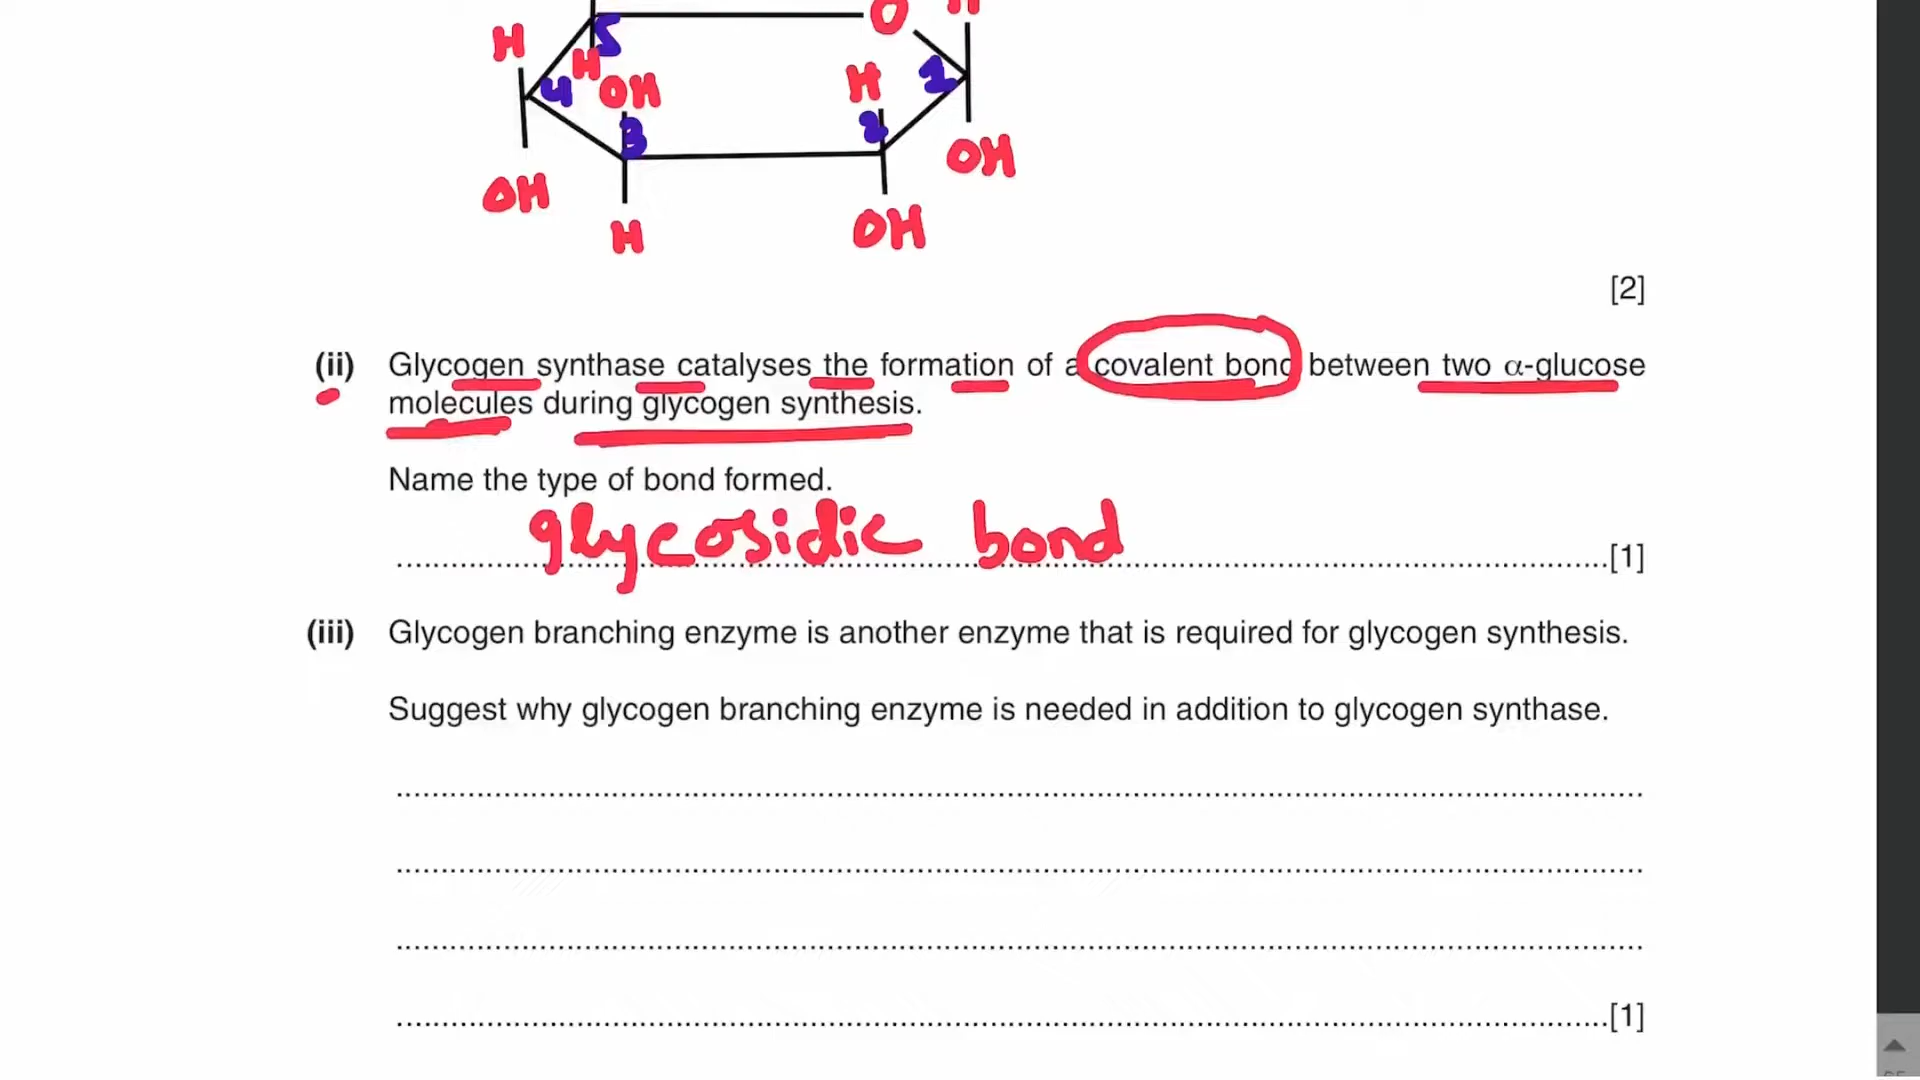 O H
H 5
H
4 OH H 1
3 2
OH
OH
H OH
[2]
(ii) Glycogen synthase catalyses the formation of a covalent bond between two α-glucose
molecules during glycogen synthesis.
Name the type of bond formed.
glycosidic bond
[1]
(iii) Glycogen branching enzyme is another enzyme that is required for glycogen synthesis.
Suggest why glycogen branching enzyme is needed in addition to glycogen synthase.
[1]